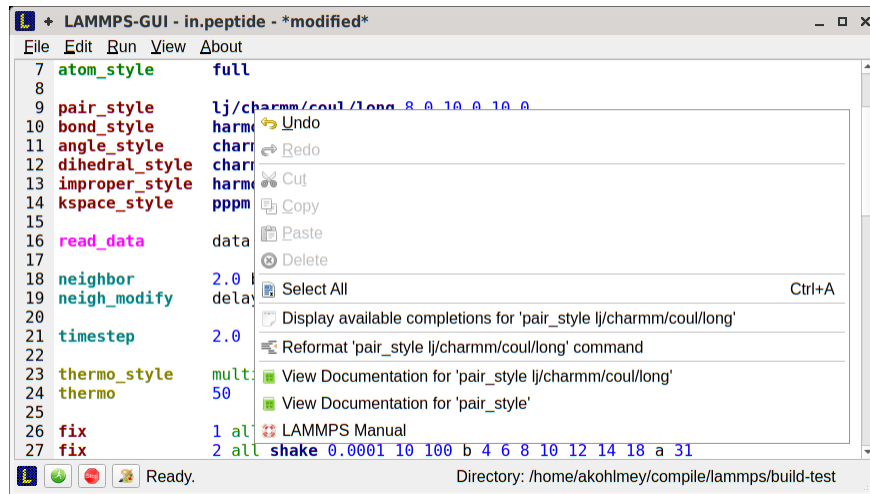 LAMMPS-GUI - in.peptide - *modified*
File Edit Run View About
7 atom_style full
8
9 pair_style lj/charmm/coul/long 8.0 10.0 10.0
10 bond_style harmo
11 angle_style charm
12 dihedral_style charm
13 improper_style harmo
14 kspace_style pppm
15
16 read_data data
17
18 neighbor 2.0 b
19 neigh_modify delay
20
21 timestep 2.0
22
23 thermo_style multi
24 thermo 50
25
26 fix 1 all
27 fix 2 all shake 0.0001 10 100 b 4 6 8 10 12 14 18 a 31
Undo
Redo
Cut
Copy
Paste
Delete
Select All Ctrl+A
Display available completions for 'pair_style lj/charmm/coul/long'
Reformat 'pair_style lj/charmm/coul/long' command
View Documentation for 'pair_style lj/charmm/coul/long'
View Documentation for 'pair_style'
LAMMPS Manual
L Stop Ready. Directory: /home/akohlmey/compile/lammps/build-test